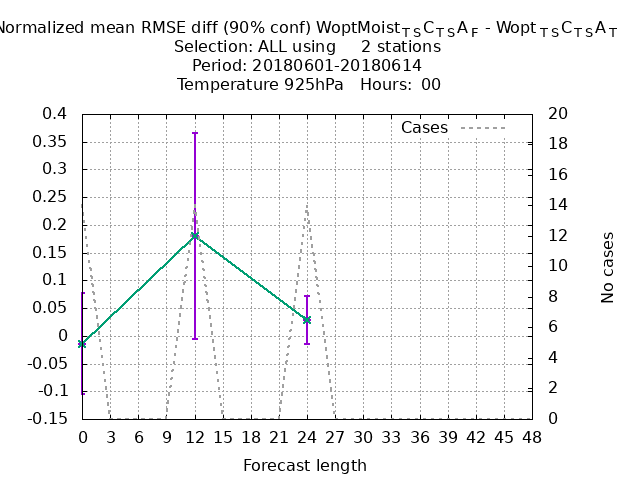 Normalized mean RMSE diff (90% conf) WoptMoist_TSC_TSA_F - Wopt_TSC_TSA_T
Selection: ALL using     2 stations
Period: 20180601-20180614
Temperature 925hPa   Hours:  00
0.4
0.35
0.3
0.25
0.2
0.15
0.1
0.05
0
-0.05
-0.1
-0.15
Cases
20
18
16
14
12
10
8
6
4
2
0
No cases
0 3 6 9 12 15 18 21 24 27 30 33 36 39 42 45 48
Forecast length